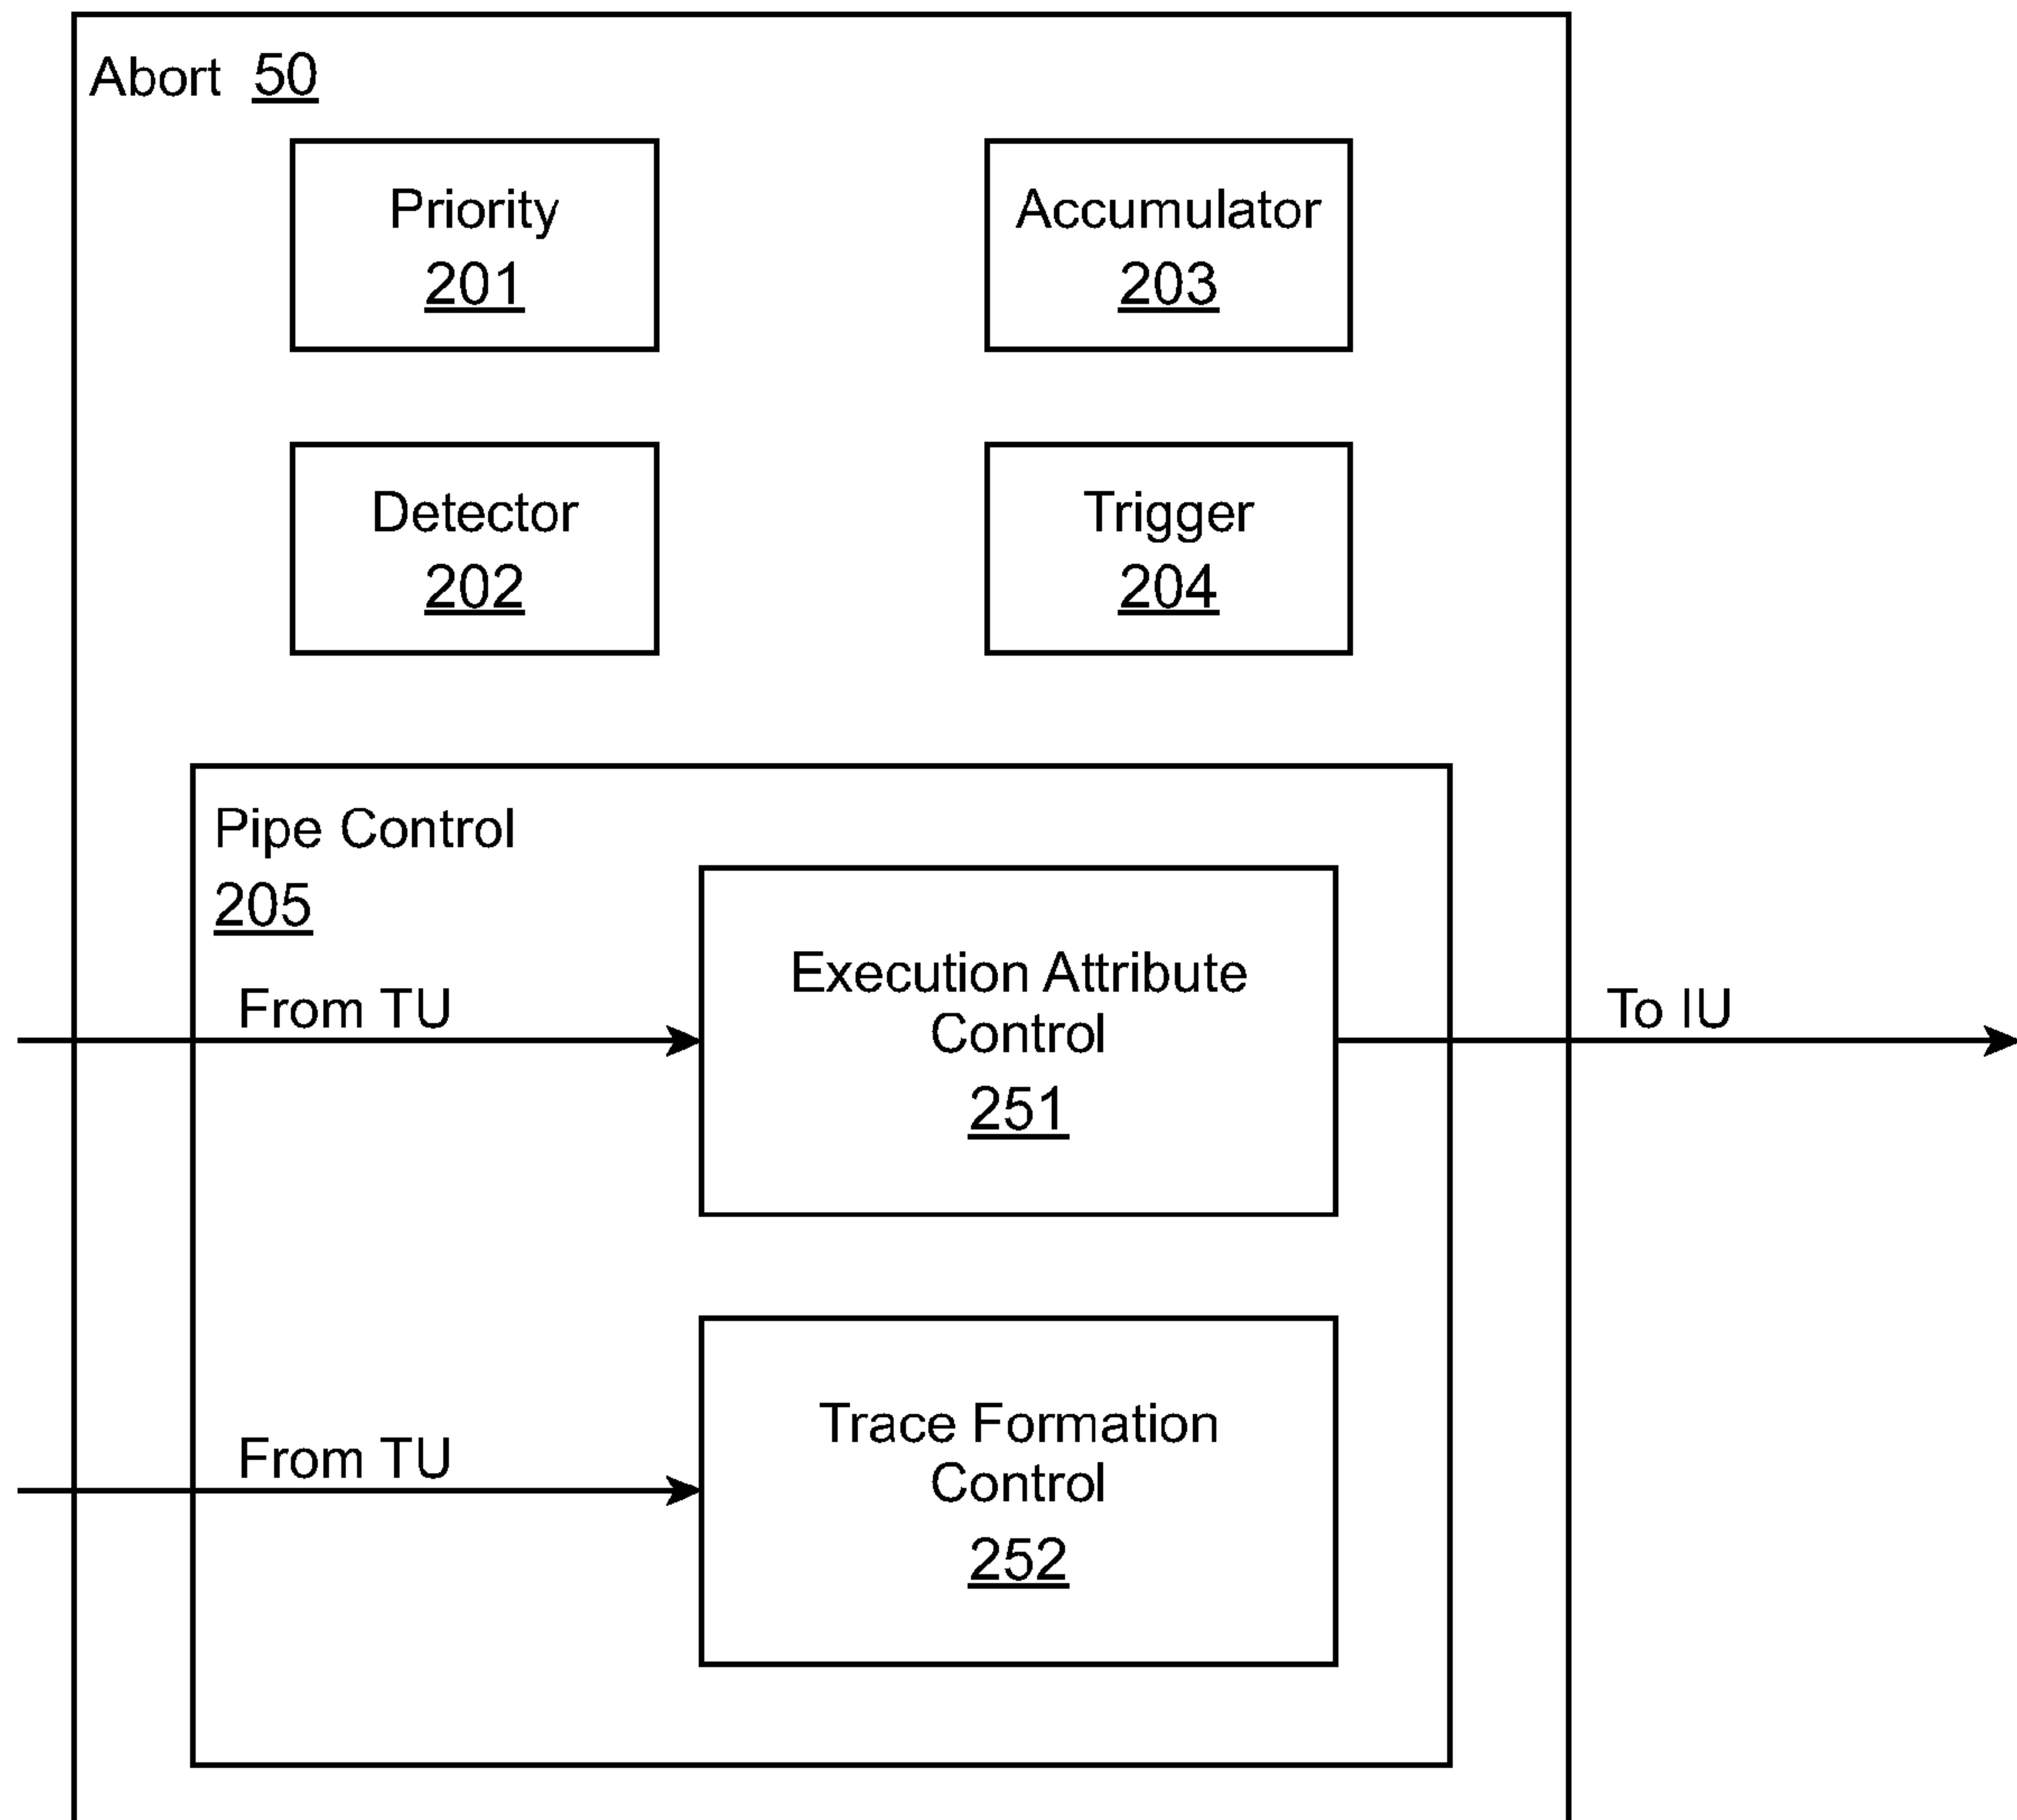 Abort 50
Priority
201
Accumulator
203
Detector
202
Trigger
204
Pipe Control
205
From TU
Execution Attribute
Control
251
To IU
From TU
Trace Formation
Control
252